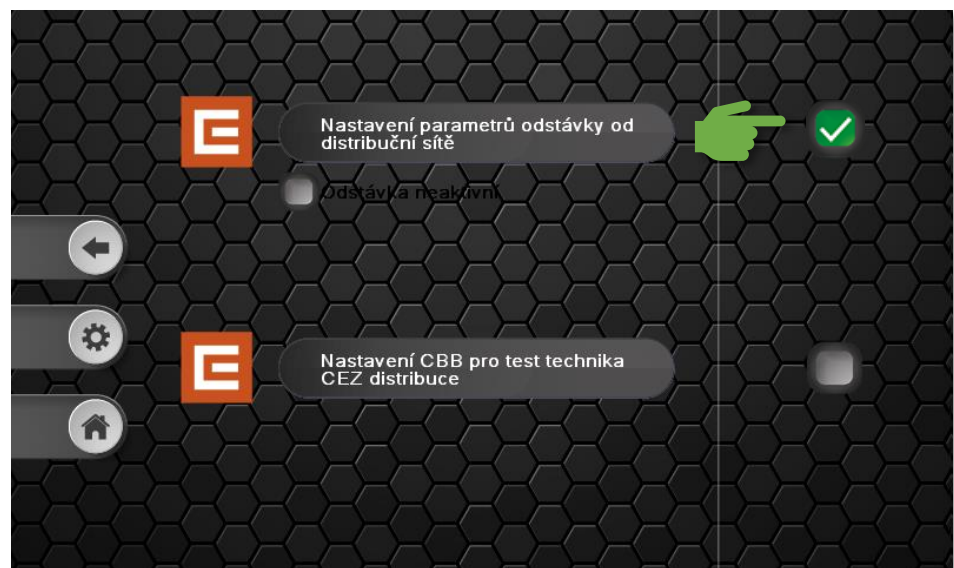 Nastavení parametrů odstávky od
distribuční sítě
Odstávka neaktivní
Nastavení CBB pro test technika
CEZ distribuce